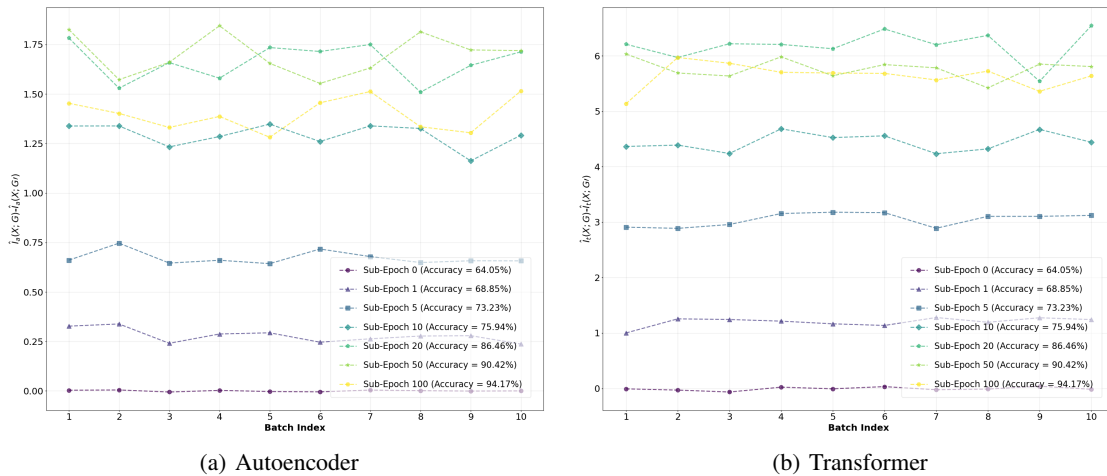 1.75
1.50
1.25
1.00
0.75
0.50
0.25
0.00
Î_a(X; G)-Î_a(X; G_r)
Sub-Epoch 0 (Accuracy = 64.05%)
Sub-Epoch 1 (Accuracy = 68.85%)
Sub-Epoch 5 (Accuracy = 73.23%)
Sub-Epoch 10 (Accuracy = 75.94%)
Sub-Epoch 20 (Accuracy = 86.46%)
Sub-Epoch 50 (Accuracy = 90.42%)
Sub-Epoch 100 (Accuracy = 94.17%)
1 2 3 4 5 6 7 8 9 10
Batch Index
(a) Autoencoder
6
5
4
3
2
1
0
Î_t(X; G)-Î_t(X; G_r)
Sub-Epoch 0 (Accuracy = 64.05%)
Sub-Epoch 1 (Accuracy = 68.85%)
Sub-Epoch 5 (Accuracy = 73.23%)
Sub-Epoch 10 (Accuracy = 75.94%)
Sub-Epoch 20 (Accuracy = 86.46%)
Sub-Epoch 50 (Accuracy = 90.42%)
Sub-Epoch 100 (Accuracy = 94.17%)
1 2 3 4 5 6 7 8 9 10
Batch Index
(b) Transformer